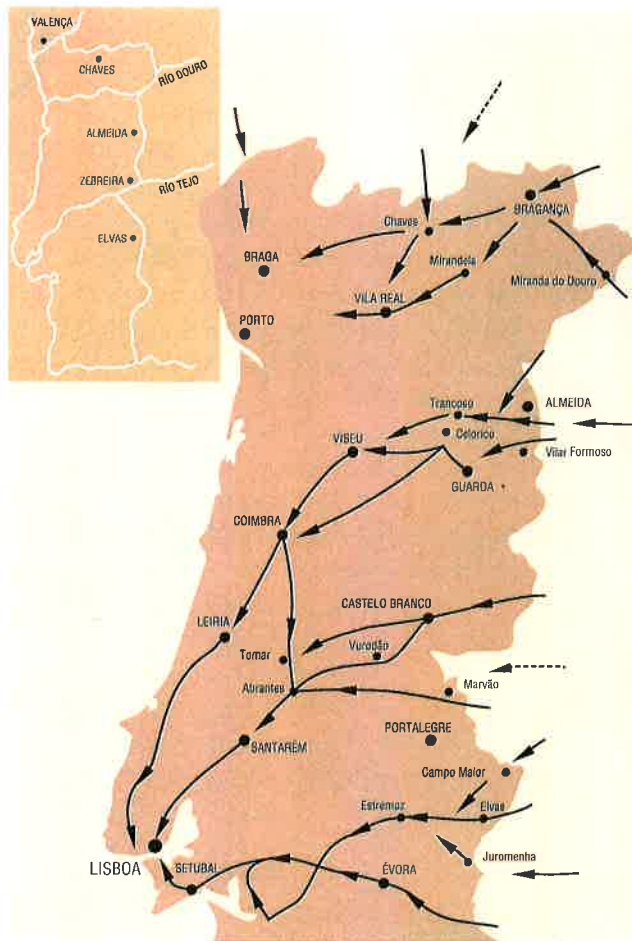 VALENÇA
CHAVES
RÍO DOURO
ALMEIDA
ZEBREIRA
RÍO TEJO
ELVAS
BRAGANÇA
Chaves
BRAGA
Mirandela
Miranda do Douro
VILA REAL
PORTO
Trancoso
ALMEIDA
Celorico
VISEU
Vilar Formoso
GUARDA
COIMBRA
CASTELO BRANCO
LEIRIA
Tomar
Vurodão
Abrantes
Marvão
PORTALEGRE
SANTARÉM
Campo Maior
Estremoz
Elvas
LISBOA
SETUBAL
ÉVORA
Juromenha